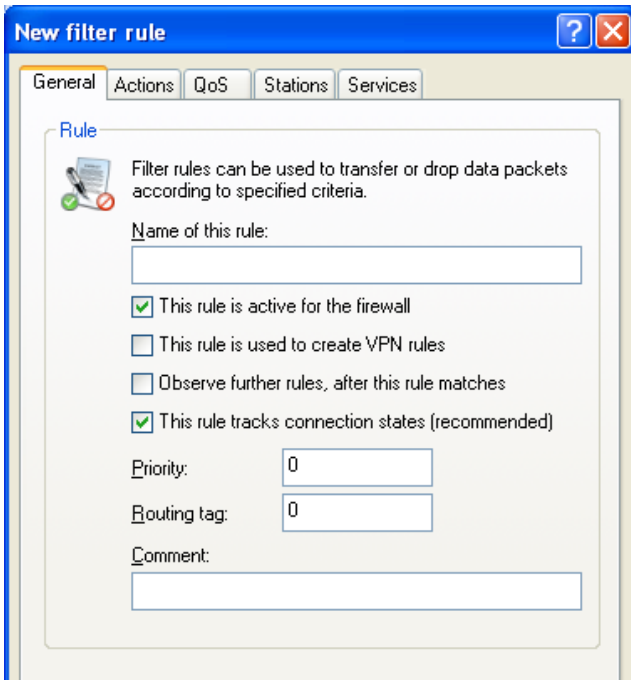 New filter rule
General Actions QoS Stations Services
Rule
Filter rules can be used to transfer or drop data packets
according to specified criteria.
Name of this rule:
This rule is active for the firewall
This rule is used to create VPN rules
Observe further rules, after this rule matches
This rule tracks connection states (recommended)
Priority: 0
Routing tag: 0
Comment: